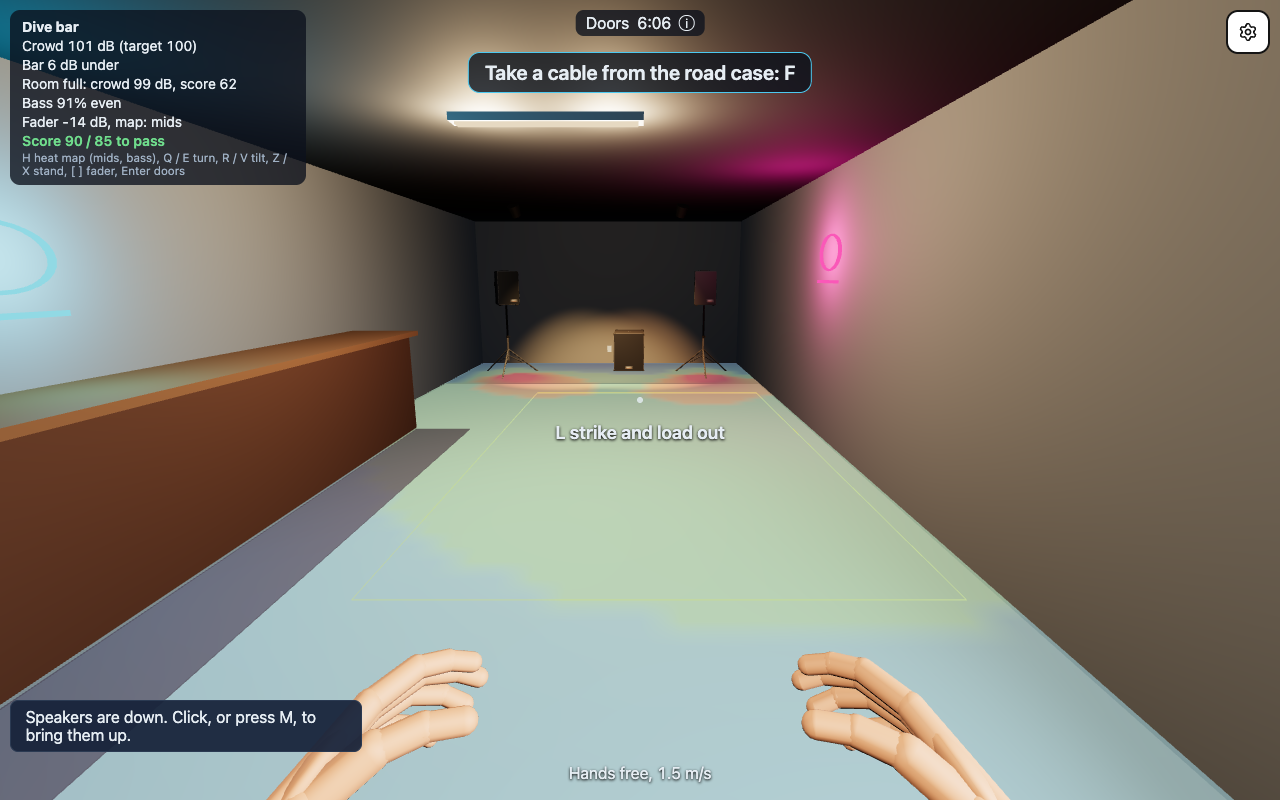 Dive bar
Crowd 101 dB (target 100)
Bar 6 dB under
Room full: crowd 99 dB, score 62
Bass 91% even
Fader -14 dB, map: mids
Score 90 / 85 to pass
H heat map (mids, bass), Q / E turn, R / V tilt, Z /
X stand, [ ] fader, Enter doors
Doors 6:06 ⓘ
Take a cable from the road case: F
L strike and load out
Speakers are down. Click, or press M, to
bring them up.
Hands free, 1.5 m/s